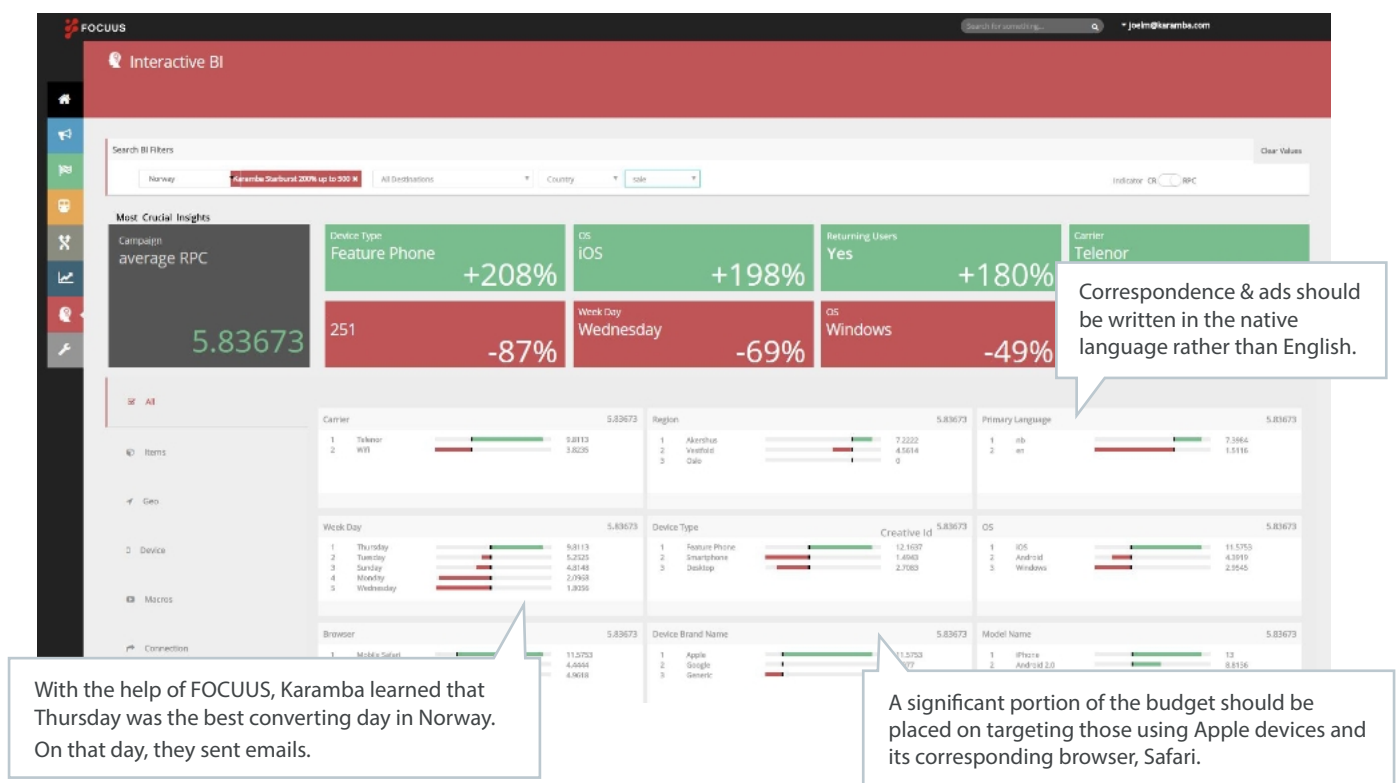 FOCUUS
Search for something...
joelm@karamba.com
Interactive BI
Search BI Filters
Clear Values
Norway
Karamba Starburst 200% up to 500 ×
All Destinations
Country
sale
Indicator CR RPC
Most Crucial Insights
Campaign
average RPC
5.83673
Device Type
Feature Phone
+208%
OS
iOS
+198%
Returning Users
Yes
+180%
Carrier
Telenor
251
-87%
Week Day
Wednesday
-69%
OS
Windows
-49%
Correspondence & ads should
be written in the native
language rather than English.
All
Items
Geo
Device
Macros
Connection
Carrier 5.83673
1 Telenor 9.8113
2 Wifi 3.8235
Region 5.83673
1 Akershus 7.2222
2 Vestfold 4.5614
3 Oslo 0
Primary Language 5.83673
1 nb 7.3964
2 en 1.5116
Week Day 5.83673
1 Thursday 9.8113
2 Tuesday 5.2525
3 Sunday 4.8148
4 Monday 2.0968
5 Wednesday 1.8056
Device Type Creative Id 5.83673
1 Feature Phone 12.1637
2 Smartphone 1.4943
3 Desktop 2.7083
OS 5.83673
1 iOS 11.5753
2 Android 4.3919
3 Windows 2.9545
Browser 5.83673
1 Mobile Safari 11.5753
4.4444
4.9618
Device Brand Name 5.83673
1 Apple 11.5753
2 Google
3 Generic
Model Name 5.83673
1 iPhone 13
2 Android 2.0 8.8136
With the help of FOCUUS, Karamba learned that
Thursday was the best converting day in Norway.
On that day, they sent emails.
A significant portion of the budget should be
placed on targeting those using Apple devices and
its corresponding browser, Safari.